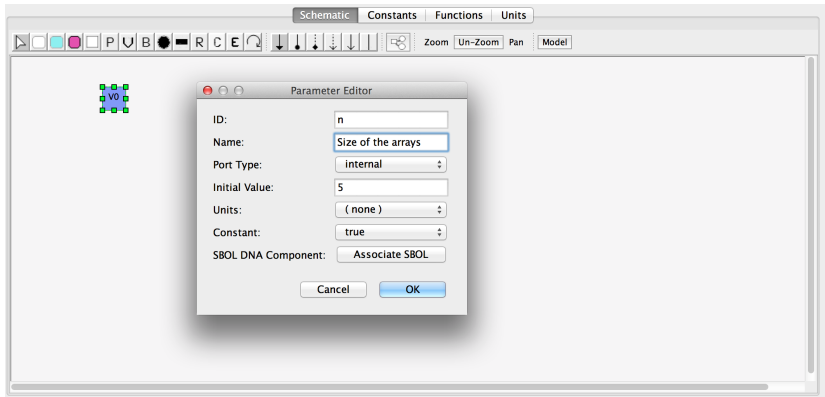 Schematic Constants Functions Units
P V B R C E Zoom Un-Zoom Pan Model
V0
Parameter Editor
ID: n
Name: Size of the arrays
Port Type: internal
Initial Value: 5
Units: ( none )
Constant: true
SBOL DNA Component: Associate SBOL
Cancel OK